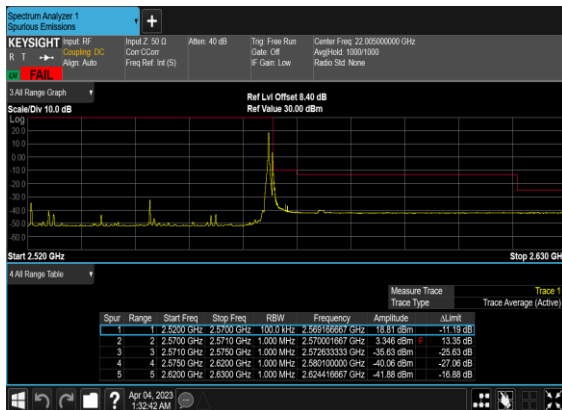 Spectrum Analyzer 1
Spurious Emissions
+
KEYSIGHT Input: RF Input Z: 50 Ω Atten: 40 dB Trig: Free Run Center Freq: 22.005000000 GHz
R T Coupling: DC Corr CCorr Gate: Off Avg|Hold: 1000/1000
Align: Auto Freq Ref: Int (S) IF Gain: Low Radio Std: None
FAIL
3 All Range Graph
Ref Lvl Offset 8.40 dB
Scale/Div 10.0 dB Ref Value 30.00 dBm
Log
20.0
10.0
0.00
-10.0
-20.0
-30.0
-40.0
-50.0
-60.0
Start 2.520 GHz Stop 2.630 GH
4 All Range Table
Measure Trace Trace 1
Trace Type Trace Average (Active)
Spur Range Start Freq Stop Freq RBW Frequency Amplitude ΔLimit
1 1 2.5200 GHz 2.5700 GHz 100.0 kHz 2.569166667 GHz 18.81 dBm -11.19 dB
2 2 2.5700 GHz 2.5710 GHz 1.000 MHz 2.570001667 GHz 3.346 dBm F 13.35 dB
3 3 2.5710 GHz 2.5750 GHz 1.000 MHz 2.572633333 GHz -35.63 dBm -25.63 dB
4 4 2.5750 GHz 2.6200 GHz 1.000 MHz 2.580100000 GHz -40.06 dBm -27.06 dB
5 5 2.6200 GHz 2.6300 GHz 1.000 MHz 2.624416667 GHz -41.88 dBm -16.88 dB
? Apr 04, 2023
1:32:42 AM